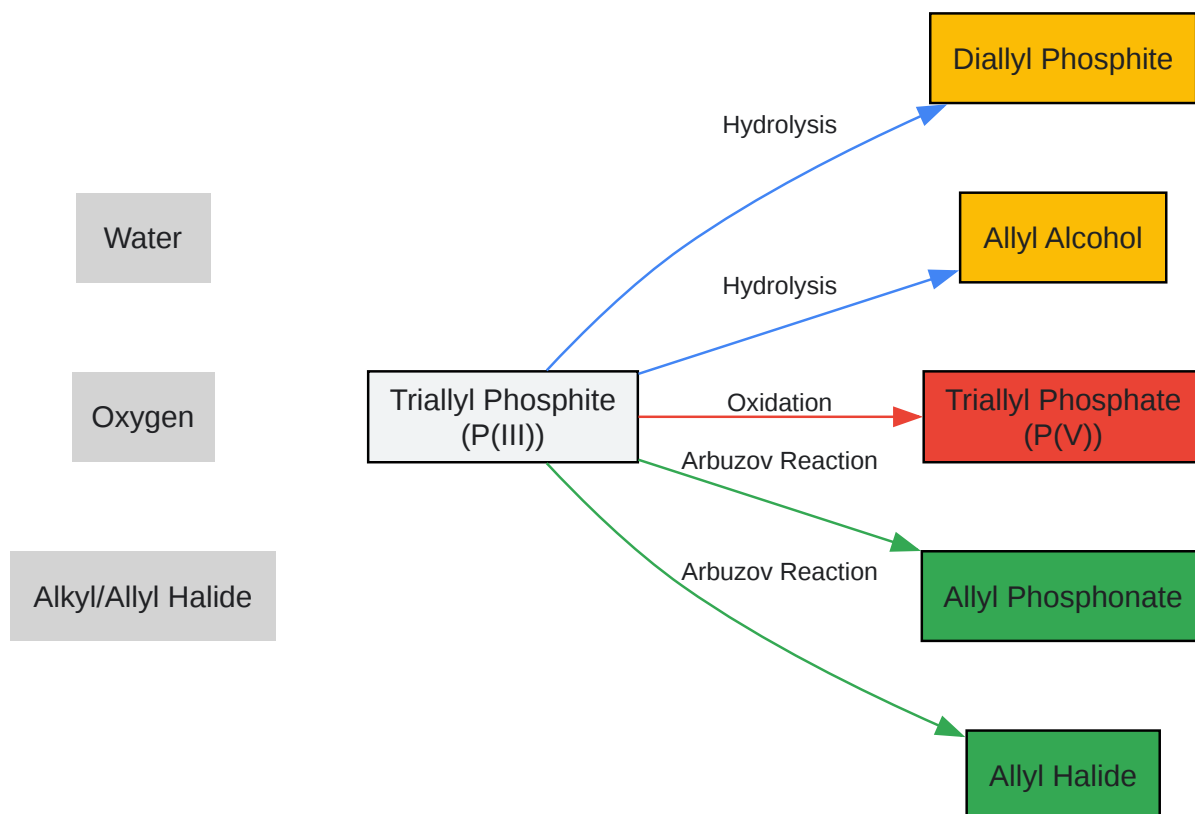 Diallyl Phosphite
Hydrolysis
Water
Allyl Alcohol
Hydrolysis
Oxygen
Triallyl Phosphite
(P(III))
Oxidation
Triallyl Phosphate
(P(V))
Arbuzov Reaction
Arbuzov Reaction
Alkyl/Allyl Halide
Allyl Phosphonate
Allyl Halide